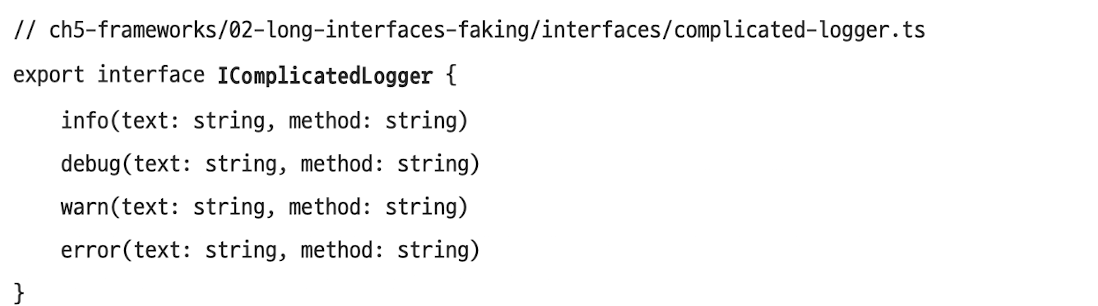 // ch5-frameworks/02-long-interfaces-faking/interfaces/complicated-logger.ts
export interface IComplicatedLogger {
    info(text: string, method: string)
    debug(text: string, method: string)
    warn(text: string, method: string)
    error(text: string, method: string)
}